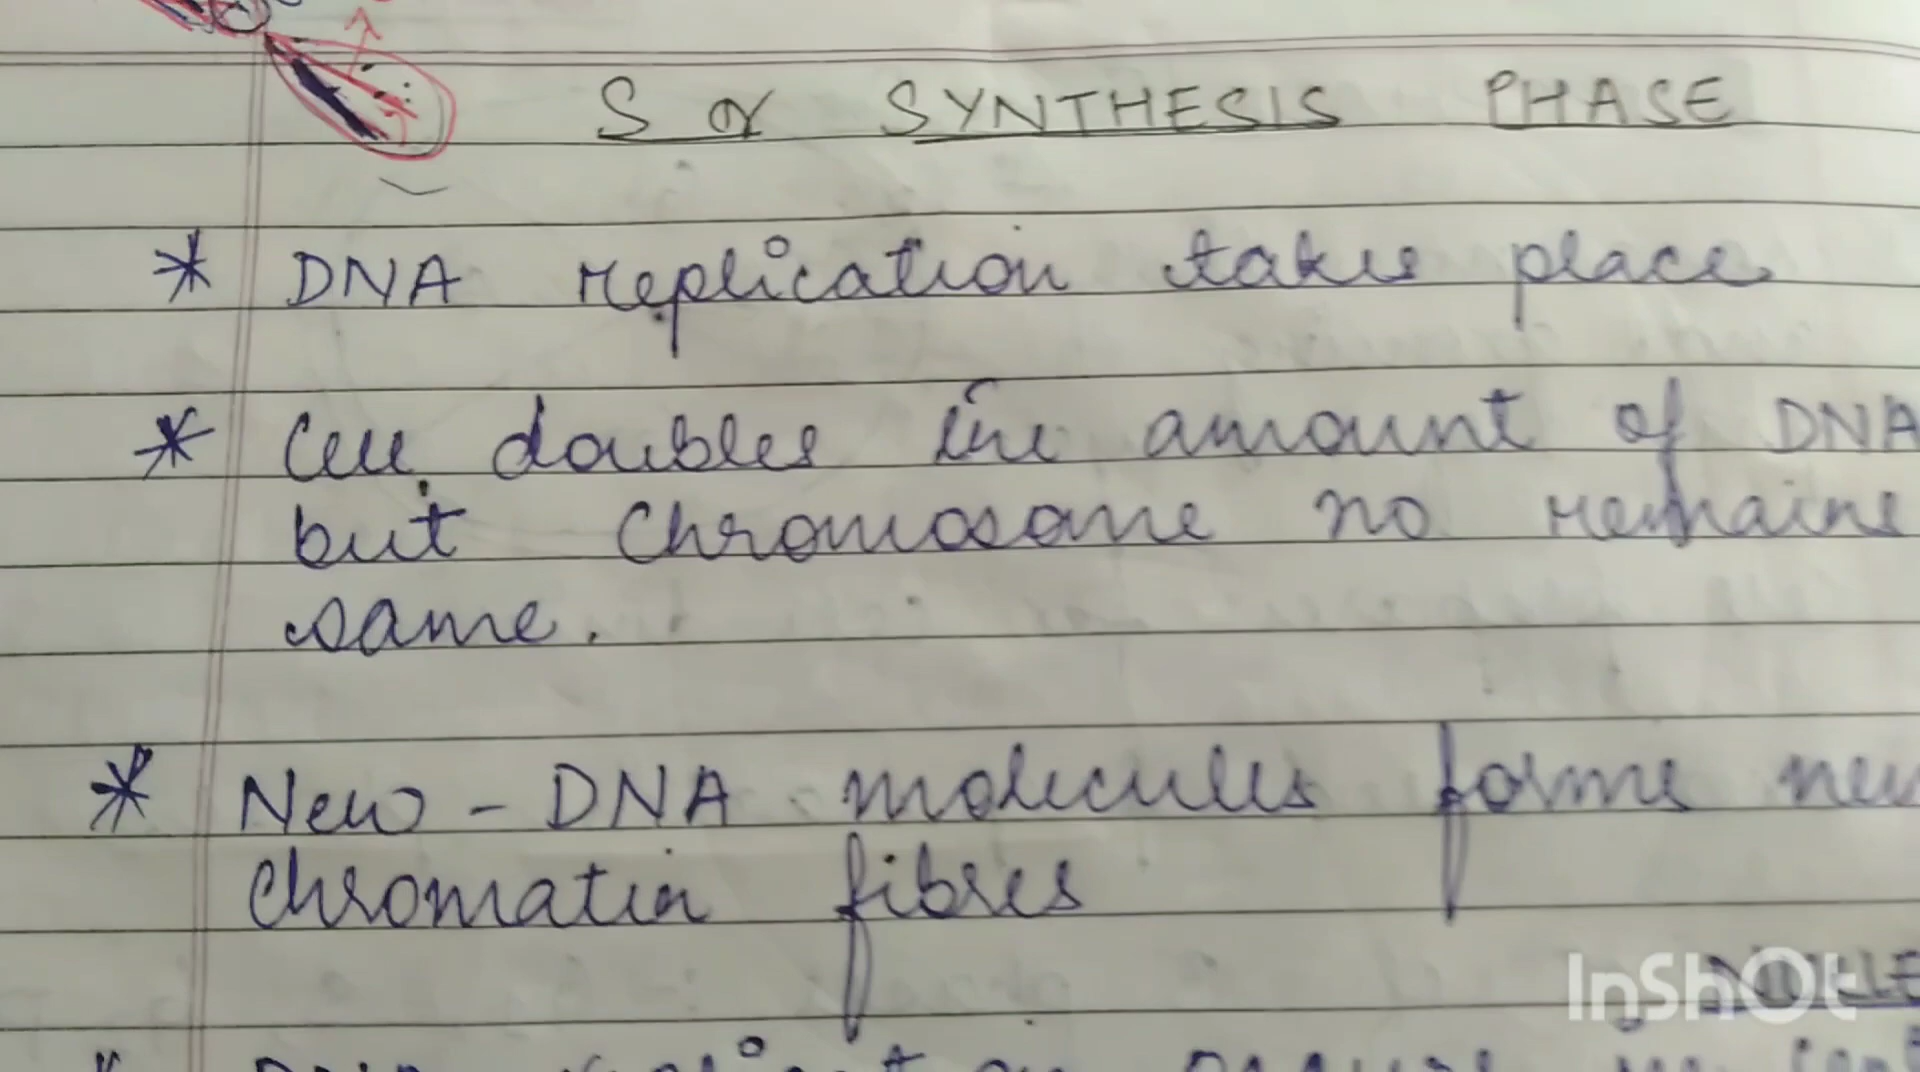 S or SYNTHESIS PHASE
* DNA replication takes place
* Cell doubles the amount of DNA
but chromosome no remains
same.
* New - DNA molecules forms new
chromatin fibres
InShOt